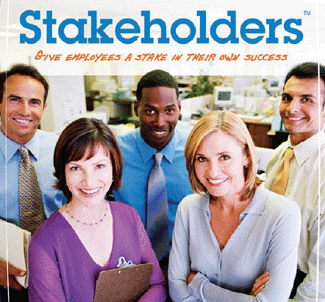 Stakeholders™
GIVE EMPLOYEES A STAKE IN THEIR OWN SUCCESS